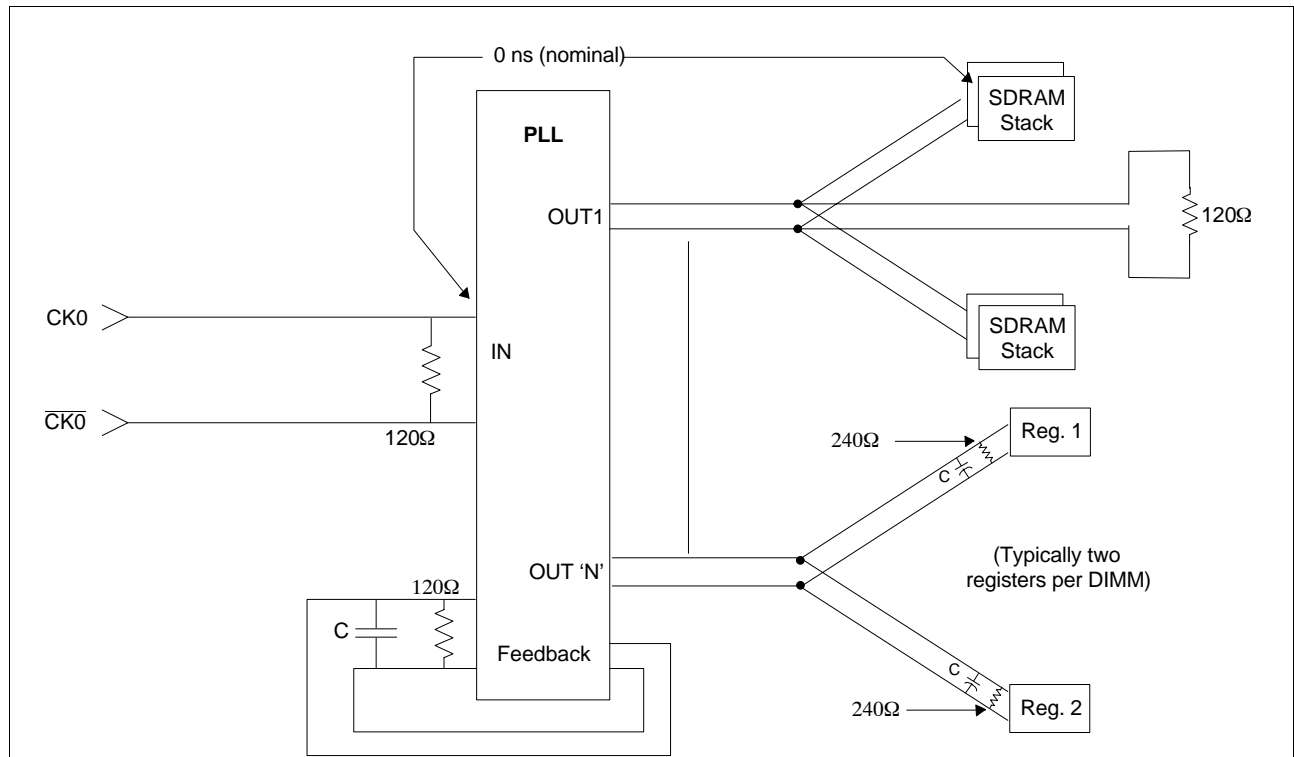 0 ns (nominal)
SDRAM
Stack
PLL
OUT1
120Ω
CK0
IN
SDRAM
Stack
C̅K̅0̅
120Ω
240Ω
Reg. 1
C
OUT 'N'
(Typically two
registers per DIMM)
120Ω
C
Feedback
C
240Ω
Reg. 2